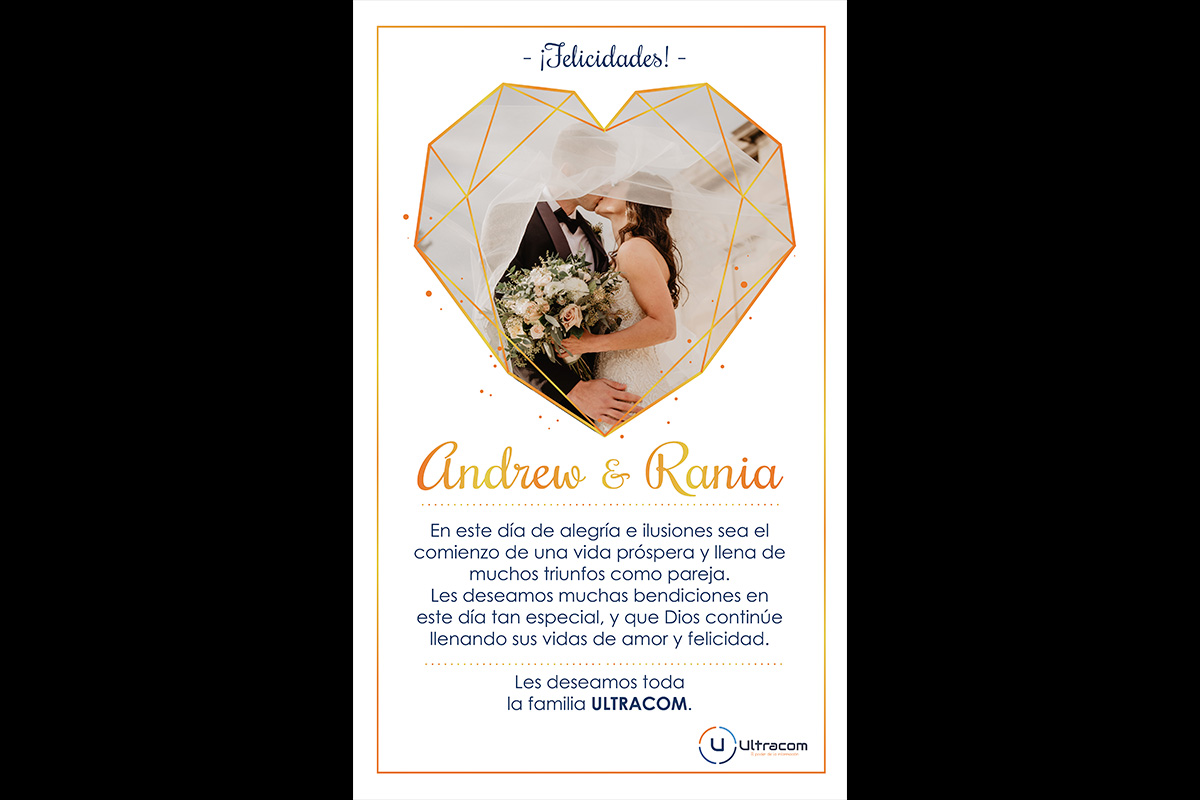 - ¡Felicidades! -
Andrew & Rania
En este día de alegría e ilusiones sea el
comienzo de una vida próspera y llena de
muchos triunfos como pareja.
Les deseamos muchas bendiciones en
este día tan especial, y que Dios continúe
llenando sus vidas de amor y felicidad.
Les deseamos toda
la familia ULTRACOM.
U Ultracom